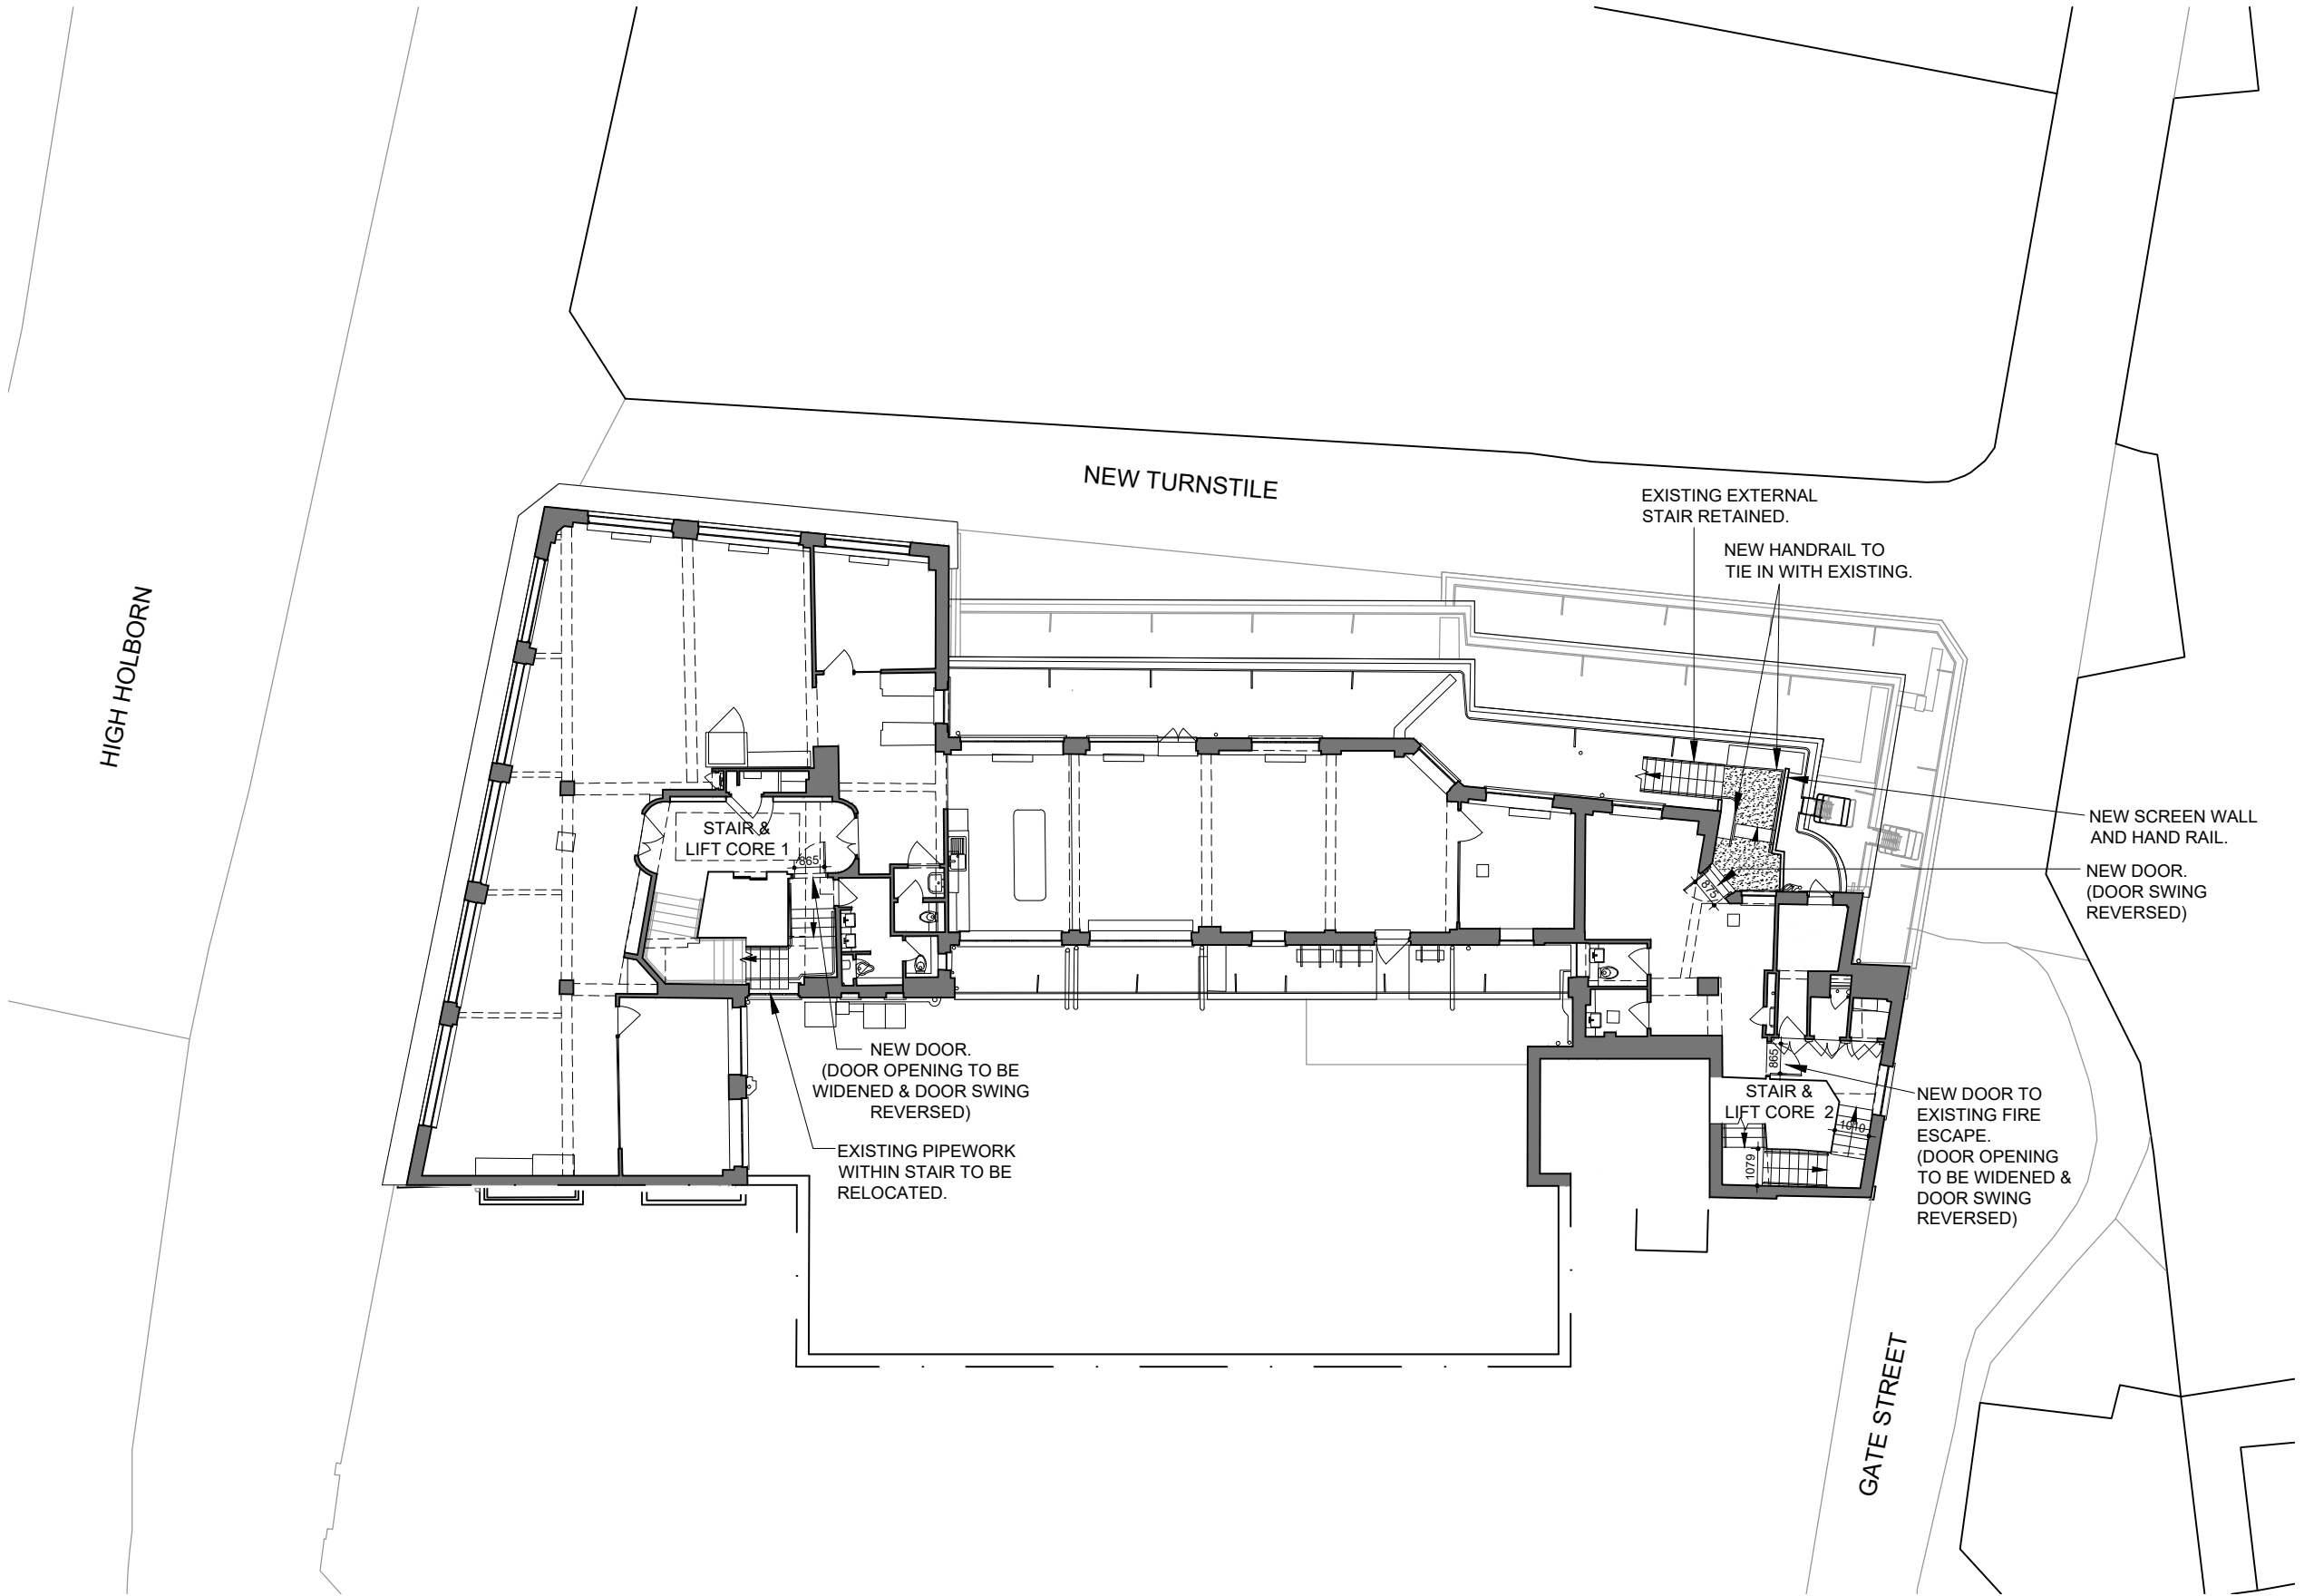 NEW TURNSTILE
HIGH HOLBORN
EXISTING EXTERNAL
STAIR RETAINED.
NEW HANDRAIL TO
TIE IN WITH EXISTING.
NEW SCREEN WALL
AND HAND RAIL.
NEW DOOR.
(DOOR SWING
REVERSED)
875
STAIR &
LIFT CORE 1
865
NEW DOOR.
(DOOR OPENING TO BE
WIDENED & DOOR SWING
REVERSED)
EXISTING PIPEWORK
WITHIN STAIR TO BE
RELOCATED.
865
STAIR &
LIFT CORE 2
1010
1079
NEW DOOR TO
EXISTING FIRE
ESCAPE.
(DOOR OPENING
TO BE WIDENED &
DOOR SWING
REVERSED)
GATE STREET